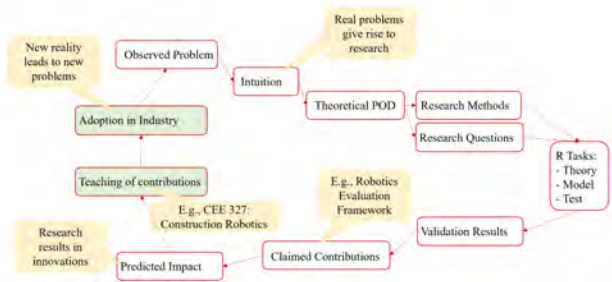 New reality
leads to new
problems
Observed Problem
Real problems
give rise to
research
Intuition
Theoretical POD
Research Methods
Research Questions
Adoption in Industry
R Tasks:
- Theory
- Model
- Test
Teaching of contributions
E.g., Robotics
Evaluation
Framework
E.g., CEE 327:
Construction Robotics
Research
results in
innovations
Validation Results
Claimed Contributions
Predicted Impact